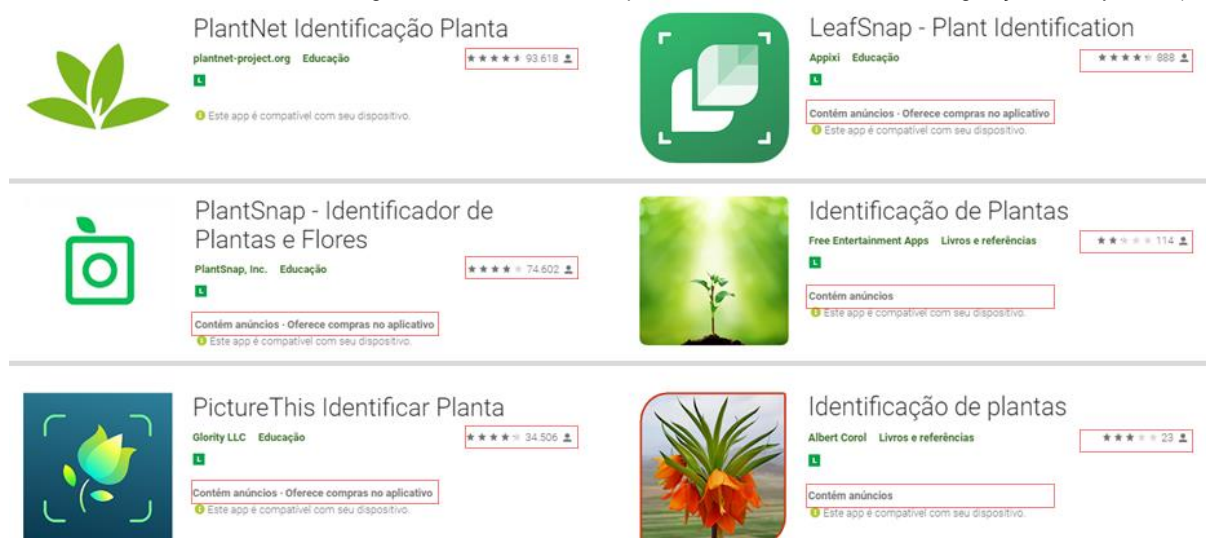 PlantNet Identificação Planta
plantnet-project.org Educação
93.618
L
Este app é compatível com seu dispositivo.
LeafSnap - Plant Identification
Appixi Educação
888
L
Contém anúncios · Oferece compras no aplicativo
Este app é compatível com seu dispositivo.
PlantSnap - Identificador de
Plantas e Flores
PlantSnap, Inc. Educação
74.602
L
Contém anúncios · Oferece compras no aplicativo
Este app é compatível com seu dispositivo.
Identificação de Plantas
Free Entertainment Apps Livros e referências
114
L
Contém anúncios
Este app é compatível com seu dispositivo.
PictureThis Identificar Planta
Glority LLC Educação
34.506
L
Contém anúncios · Oferece compras no aplicativo
Este app é compatível com seu dispositivo.
Identificação de plantas
Albert Corol Livros e referências
23
L
Contém anúncios
Este app é compatível com seu dispositivo.